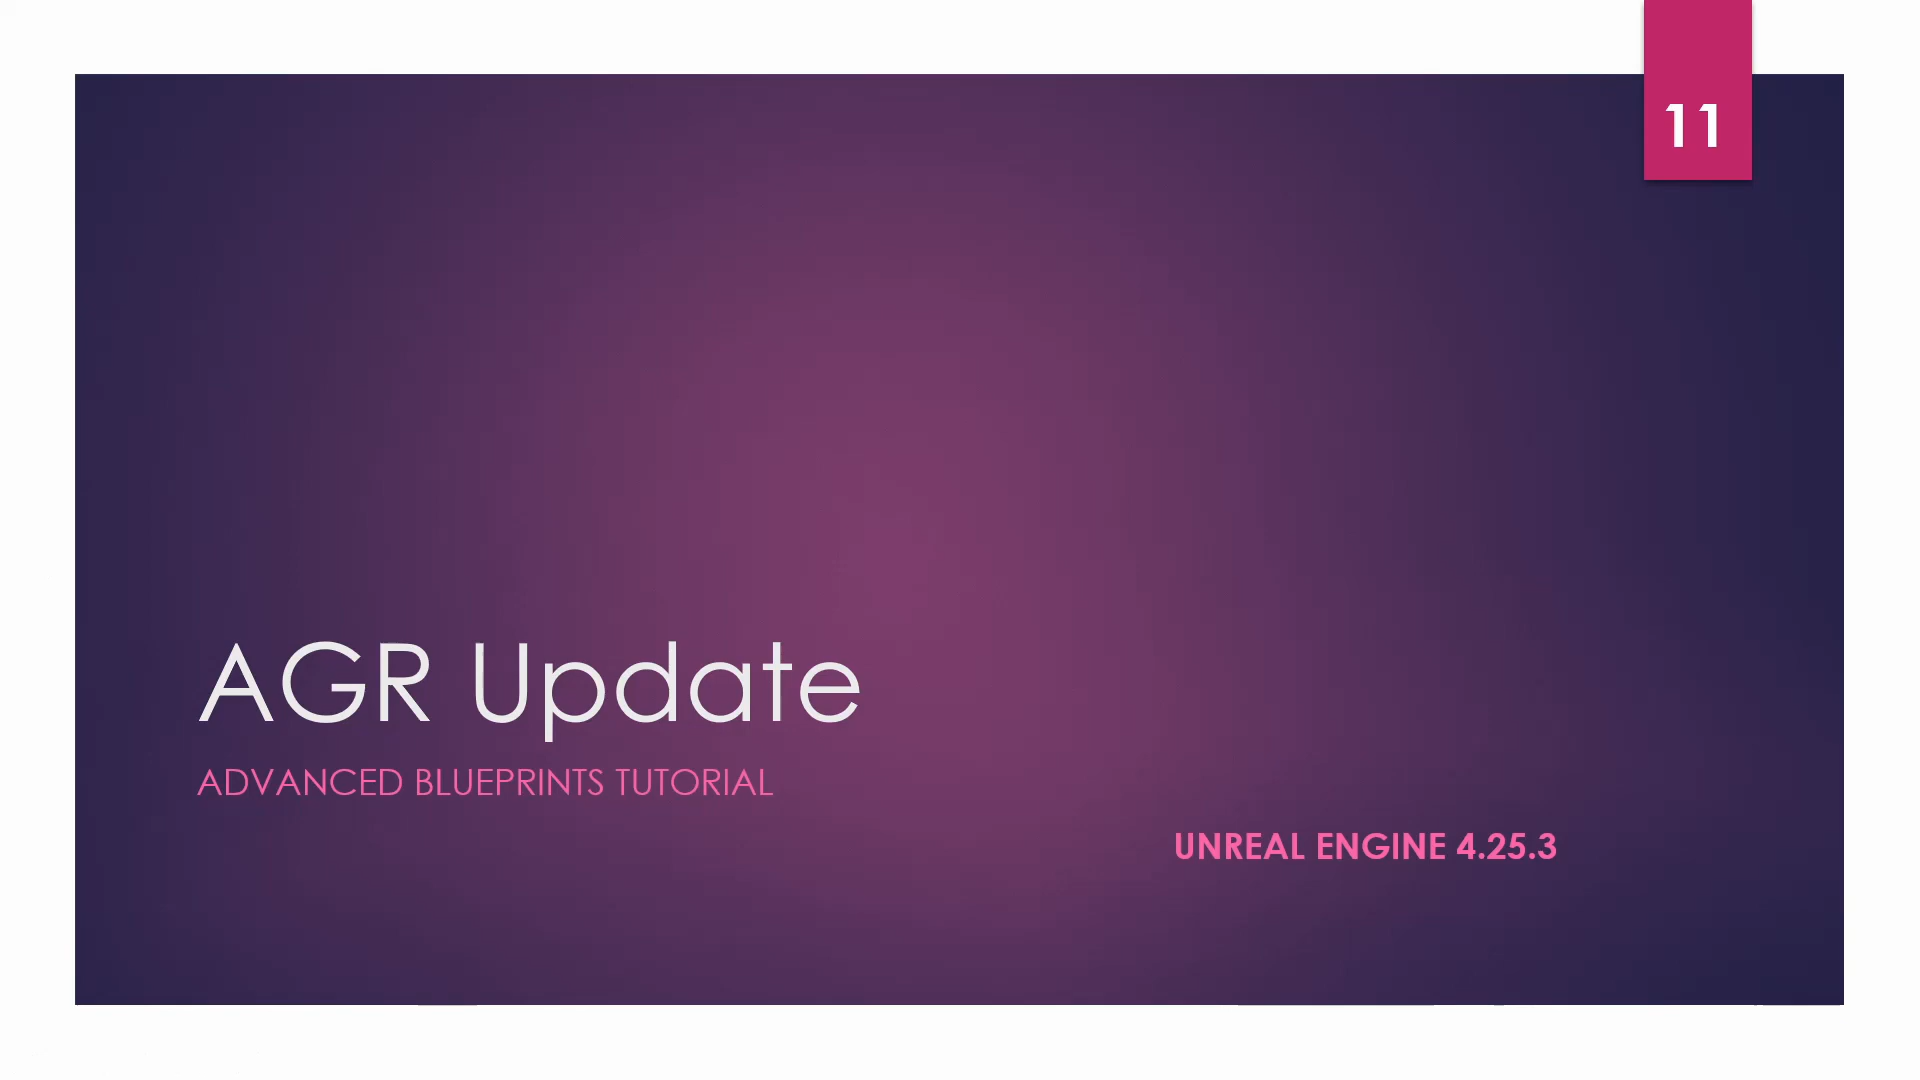 11
AGR Update
ADVANCED BLUEPRINTS TUTORIAL
UNREAL ENGINE 4.25.3